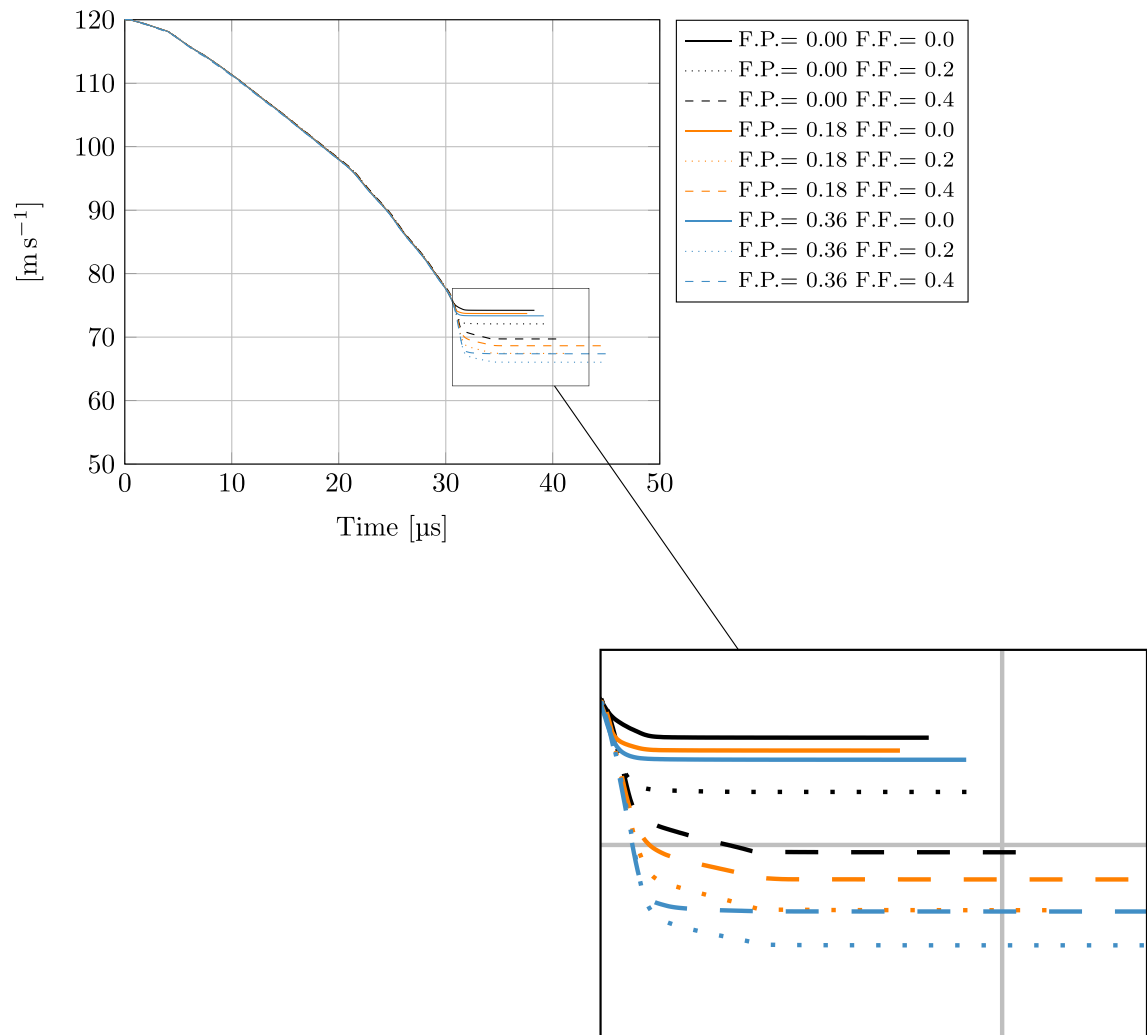 120
110
100
90
80
70
60
50
[m s⁻¹]
0 10 20 30 40 50
Time [µs]
F.P.= 0.00 F.F.= 0.0
F.P.= 0.00 F.F.= 0.2
F.P.= 0.00 F.F.= 0.4
F.P.= 0.18 F.F.= 0.0
F.P.= 0.18 F.F.= 0.2
F.P.= 0.18 F.F.= 0.4
F.P.= 0.36 F.F.= 0.0
F.P.= 0.36 F.F.= 0.2
F.P.= 0.36 F.F.= 0.4